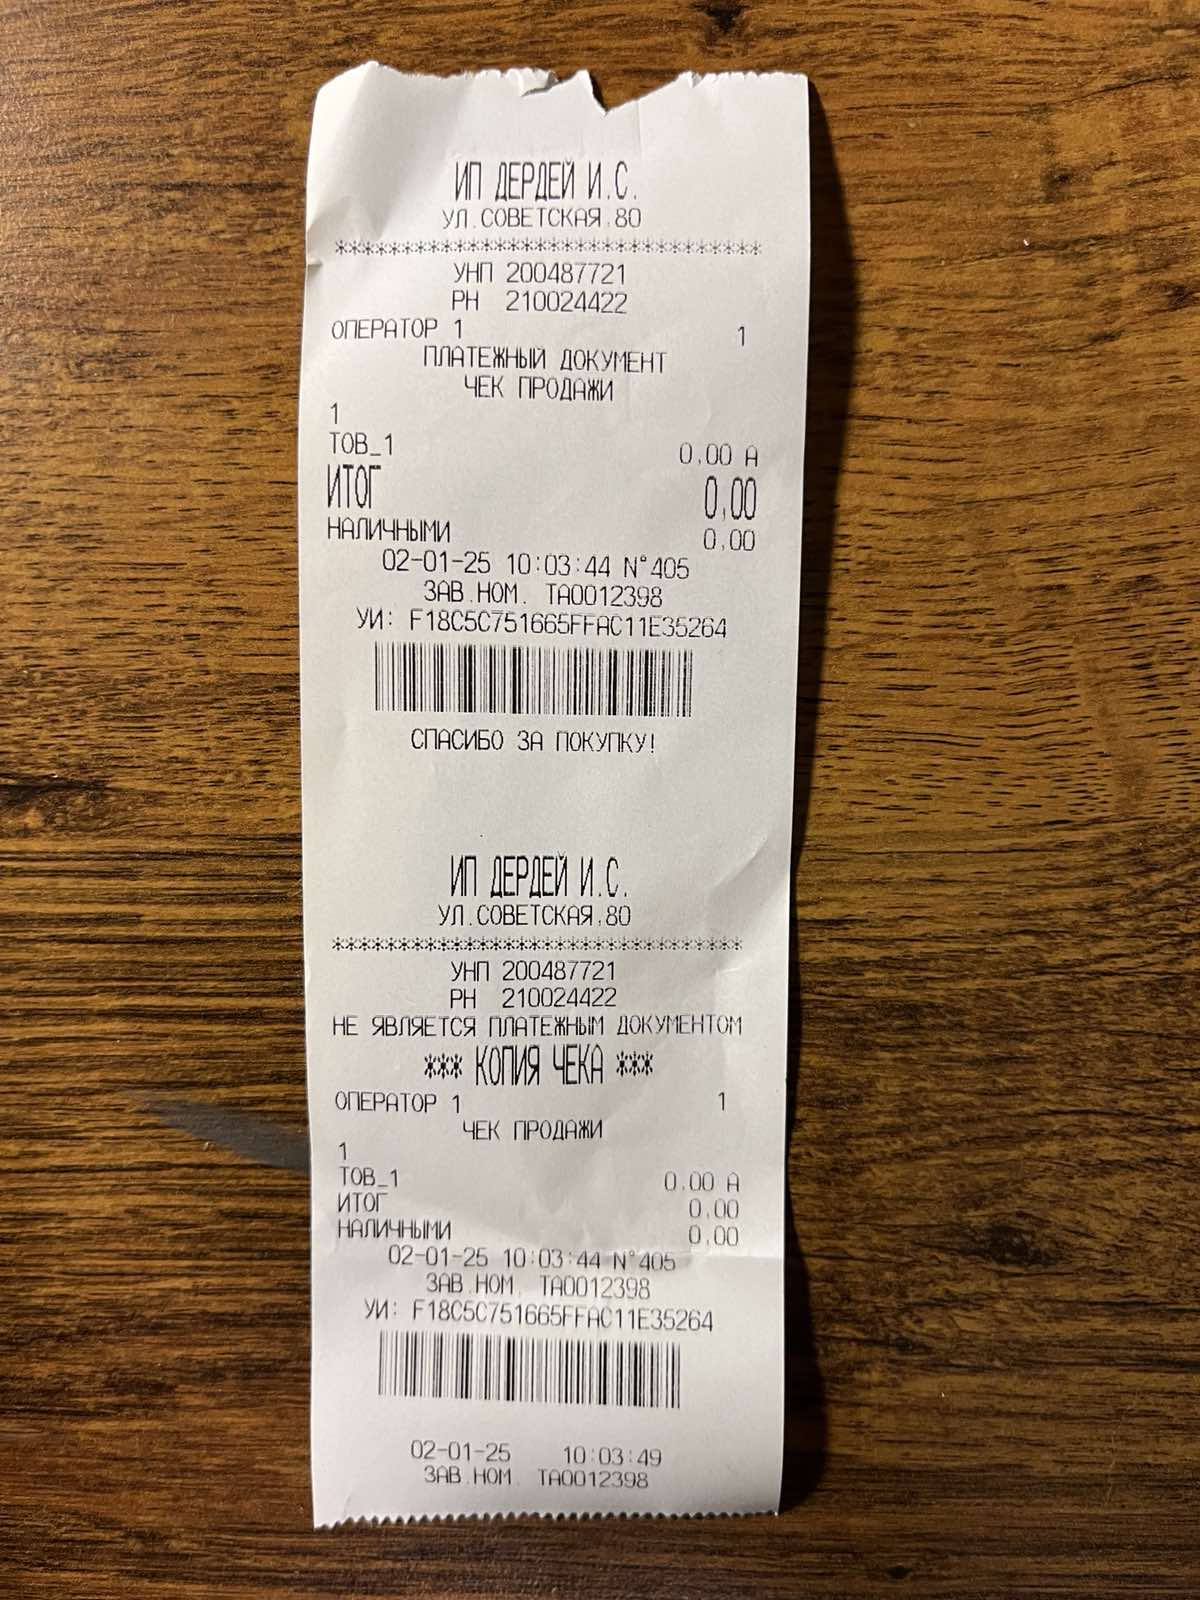 ИП ДЕРДЕЙ И.С.
УЛ.СОВЕТСКАЯ,80
********************************
УНП 200487721
РН 210024422
ОПЕРАТОР 1 1
ПЛАТЕЖНЫЙ ДОКУМЕНТ
ЧЕК ПРОДАЖИ
1
ТОВ_1 0,00 А
ИТОГ 0,00
НАЛИЧНЫМИ 0,00
02-01-25 10:03:44 N°405
ЗАВ.НОМ. ТА0012398
УИ: F18C5C751665FFAC11E35264
СПАСИБО ЗА ПОКУПКУ!
ИП ДЕРДЕЙ И.С.
УЛ.СОВЕТСКАЯ,80
********************************
УНП 200487721
РН 210024422
НЕ ЯВЛЯЕТСЯ ПЛАТЕЖНЫМ ДОКУМЕНТОМ
*** КОПИЯ ЧЕКА ***
ОПЕРАТОР 1 1
ЧЕК ПРОДАЖИ
1
ТОВ_1 0,00 А
ИТОГ 0,00
НАЛИЧНЫМИ 0,00
02-01-25 10:03:44 N°405
ЗАВ.НОМ. ТА0012398
УИ: F18C5C751665FFAC11E35264
02-01-25 10:03:49
ЗАВ.НОМ. ТА0012398